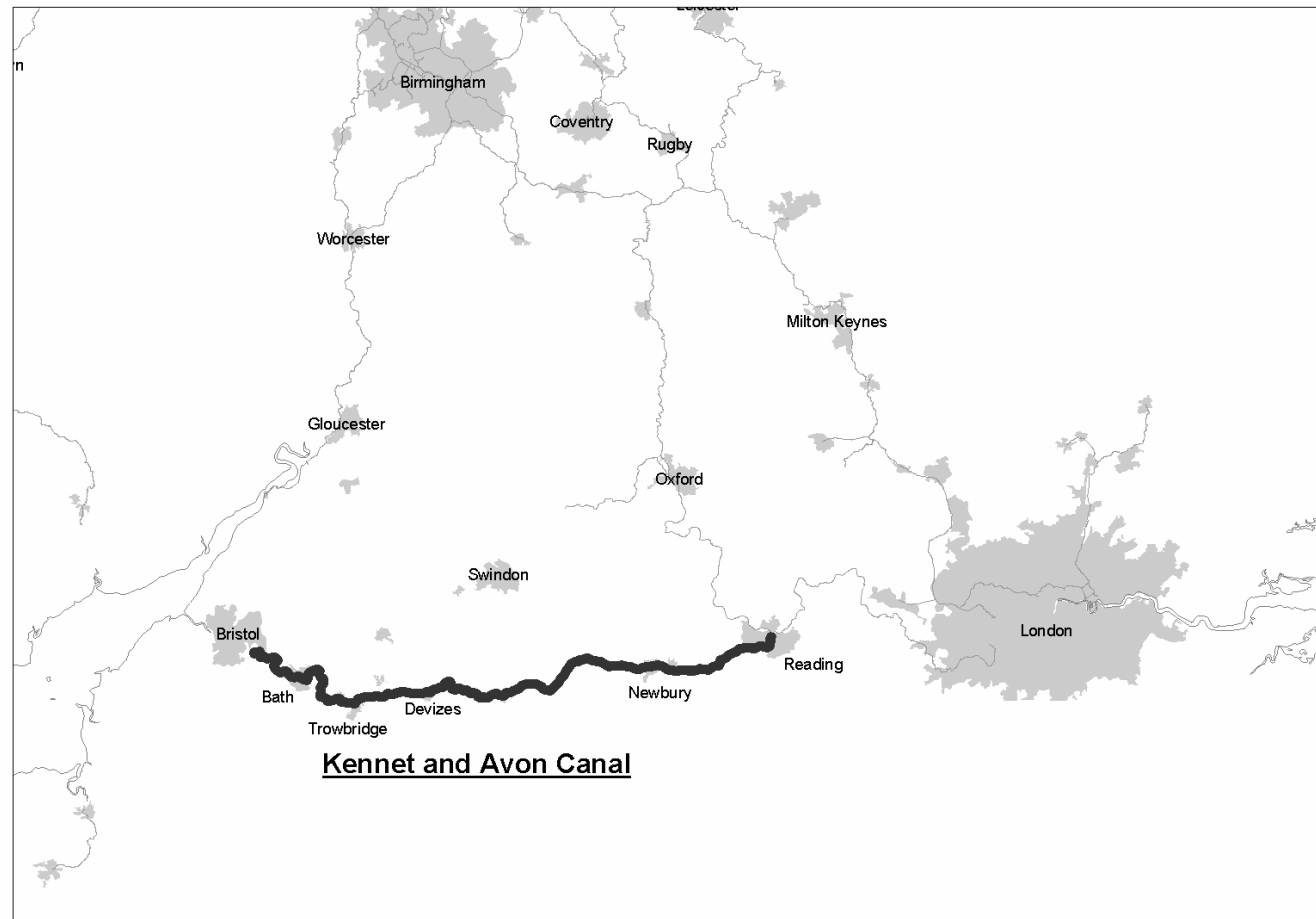 Birmingham
Coventry
Rugby
Worcester
Milton Keynes
Gloucester
Oxford
Swindon
Bristol
London
Reading
Bath
Newbury
Devizes
Trowbridge
Kennet and Avon Canal